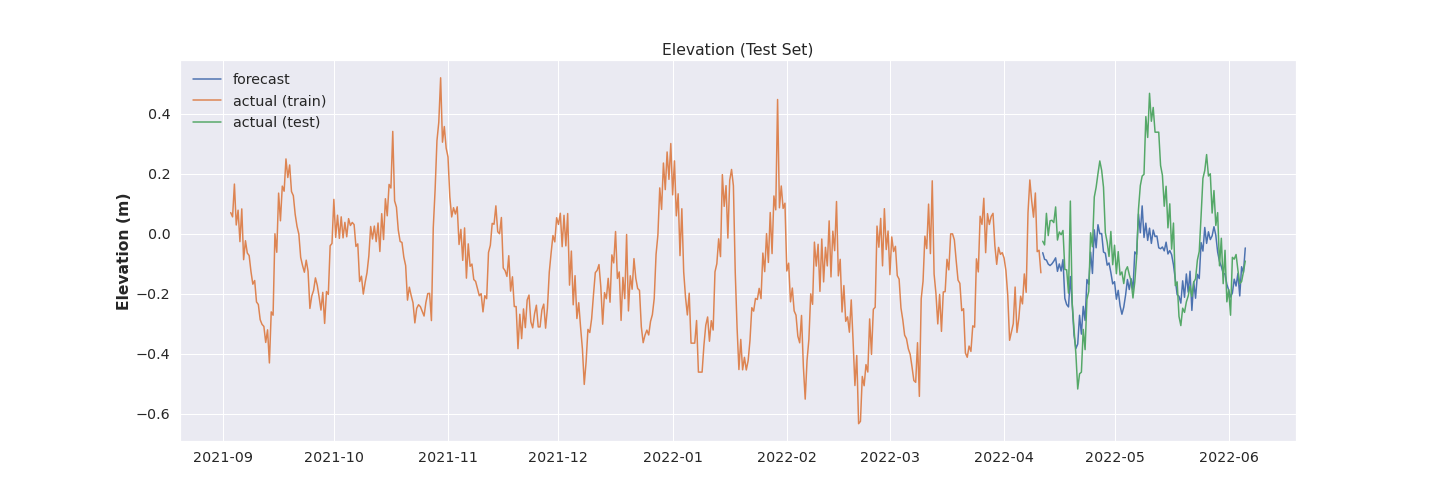 Elevation (Test Set)
forecast
actual (train)
actual (test)
Elevation (m)
0.4
0.2
0.0
−0.2
−0.4
−0.6
2021-09 2021-10 2021-11 2021-12 2022-01 2022-02 2022-03 2022-04 2022-05 2022-06